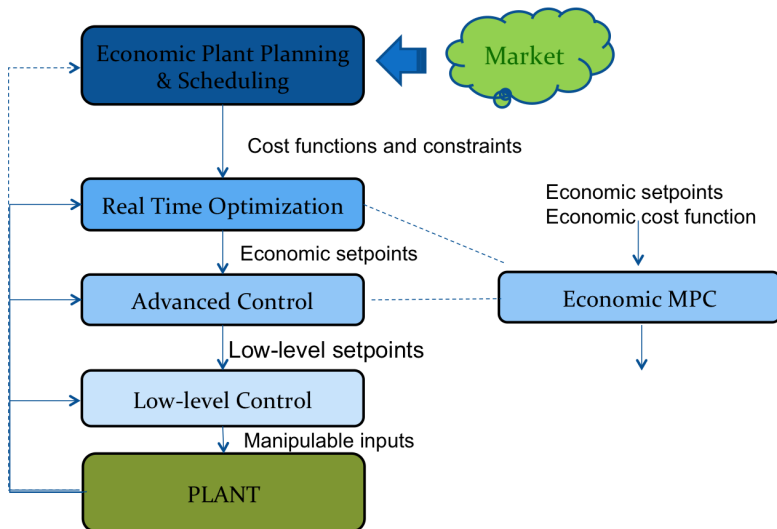 Economic Plant Planning
& Scheduling
Market
Cost functions and constraints
Real Time Optimization
Economic setpoints
Economic cost function
Economic setpoints
Advanced Control
Economic MPC
Low-level setpoints
Low-level Control
Manipulable inputs
PLANT